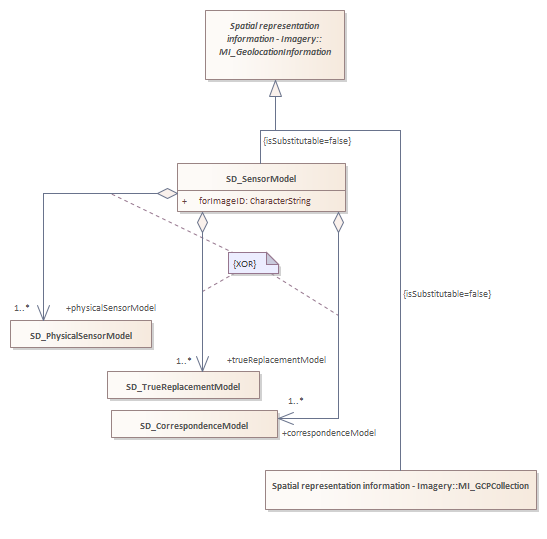 Spatial representation
information - Imagery::
MI_GeolocationInformation
{isSubstitutable=false}
SD_SensorModel
+ forImageID: CharacterString
{XOR}
{isSubstitutable=false}
1..* +physicalSensorModel
SD_PhysicalSensorModel
1..* +trueReplacementModel
SD_TrueReplacementModel
1..*
SD_CorrespondenceModel
+correspondenceModel
Spatial representation information - Imagery::MI_GCPCollection